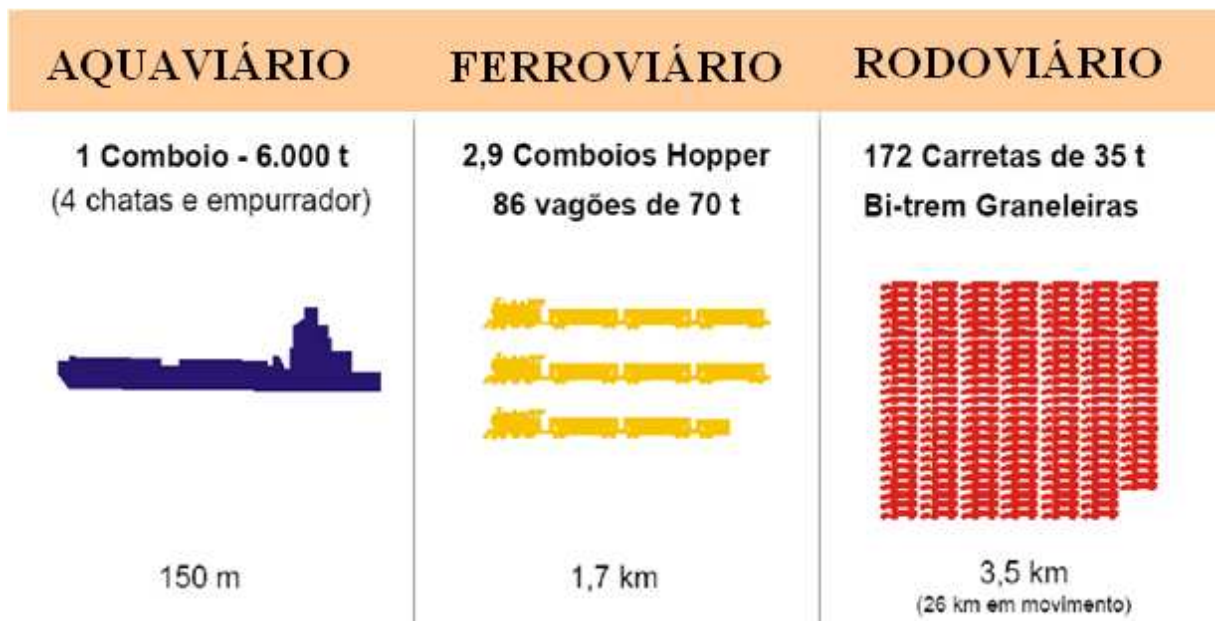 AQUAVIÁRIO
1 Comboio - 6.000 t
(4 chatas e empurrador)
150 m
FERROVIÁRIO
2,9 Comboios Hopper
86 vagões de 70 t
1,7 km
RODOVIÁRIO
172 Carretas de 35 t
Bi-trem Graneleiras
3,5 km
(26 km em movimento)